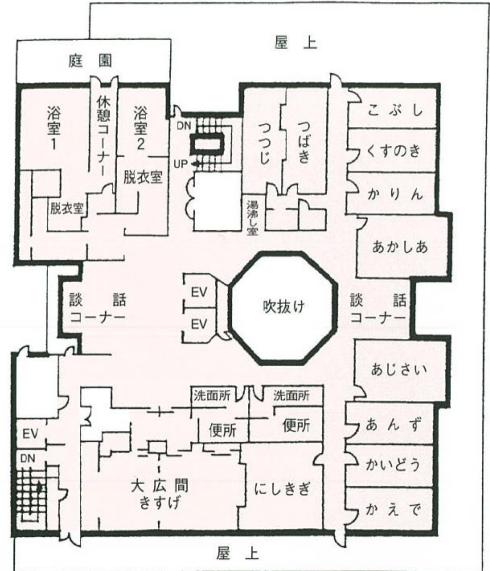 屋上
庭園
浴室1
休憩コーナー
浴室2
脱衣室
脱衣室
DN
UP
つつじ
つばき
湯沸し室
こぶし
くすのき
かりん
あかしあ
談話
コーナー
EV
EV
吹抜け
談話
コーナー
あじさい
洗面所
洗面所
便所
便所
あんず
EV
DN
かいどう
大広間
きすげ
にしきぎ
かえで
屋上